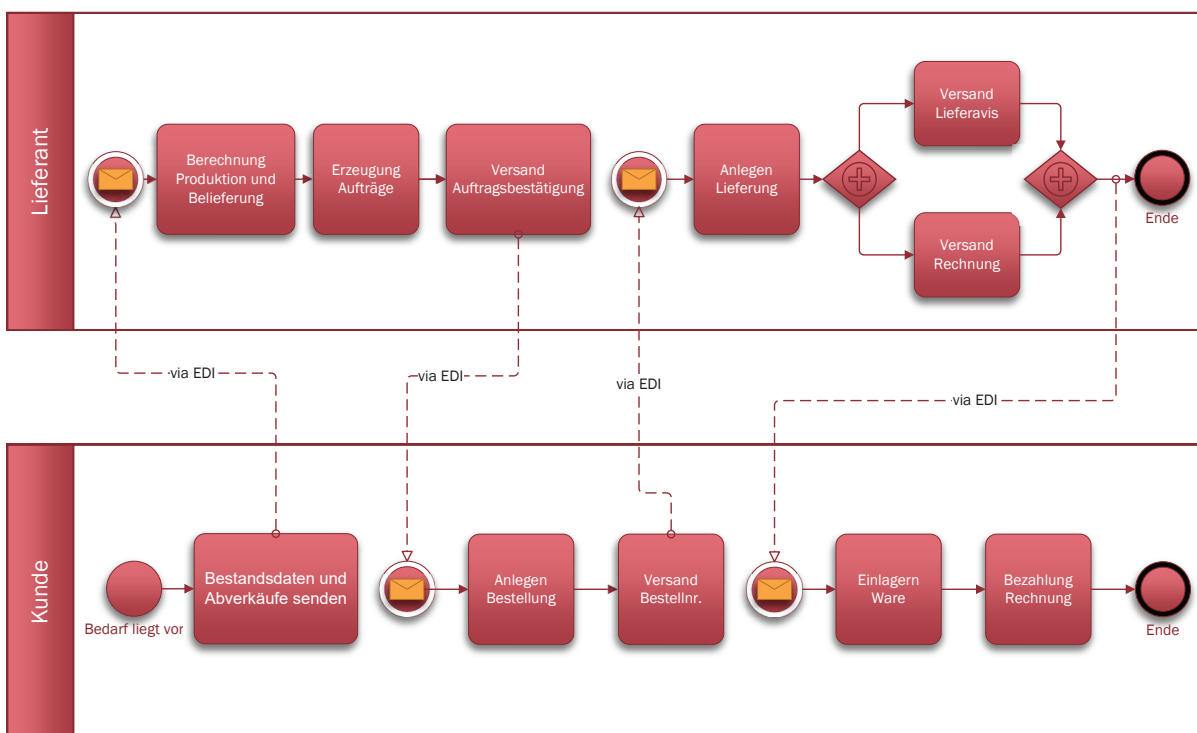 Lieferant
Berechnung
Produktion und
Belieferung
Erzeugung
Aufträge
Versand
Auftragsbestätigung
Anlegen
Lieferung
Versand
Lieferavis
Versand
Rechnung
Ende
via EDI
via EDI
via EDI
via EDI
Kunde
Bedarf liegt vor
Bestandsdaten und
Abverkäufe senden
Anlegen
Bestellung
Versand
Bestellnr.
Einlagern
Ware
Bezahlung
Rechnung
Ende